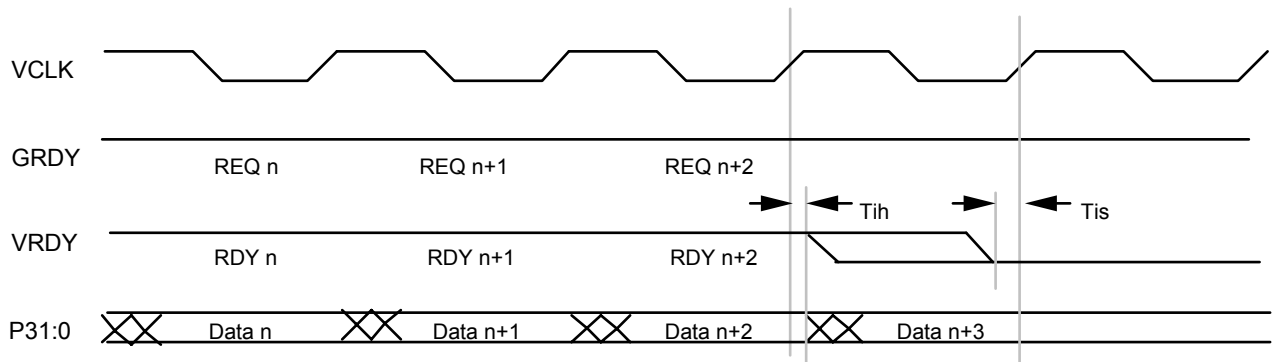 VCLK
GRDY
REQ n REQ n+1 REQ n+2
Tih Tis
VRDY
RDY n RDY n+1 RDY n+2
P31:0 Data n Data n+1 Data n+2 Data n+3